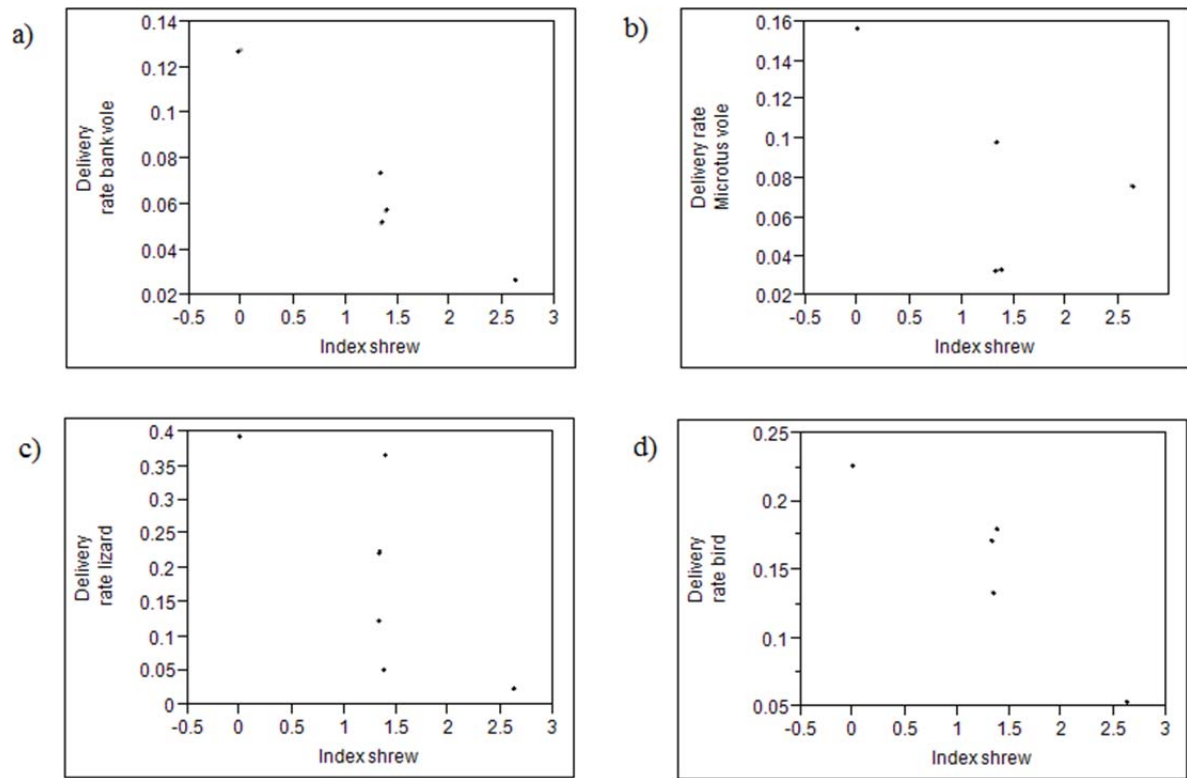 a)
Delivery
rate bank vole
0.14
0.12
0.1
0.08
0.06
0.04
0.02
-0.5 0 0.5 1 1.5 2 2.5 3
Index shrew
b)
Delivery rate
Microtus vole
0.16
0.14
0.12
0.1
0.08
0.06
0.04
0.02
-0.5 0 0.5 1 1.5 2 2.5
Index shrew
c)
Delivery
rate lizard
0.4
0.35
0.3
0.25
0.2
0.15
0.1
0.05
0
-0.5 0 0.5 1 1.5 2 2.5 3
Index shrew
d)
Delivery
rate bird
0.25
0.2
0.15
0.1
0.05
-0.5 0 0.5 1 1.5 2 2.5 3
Index shrew